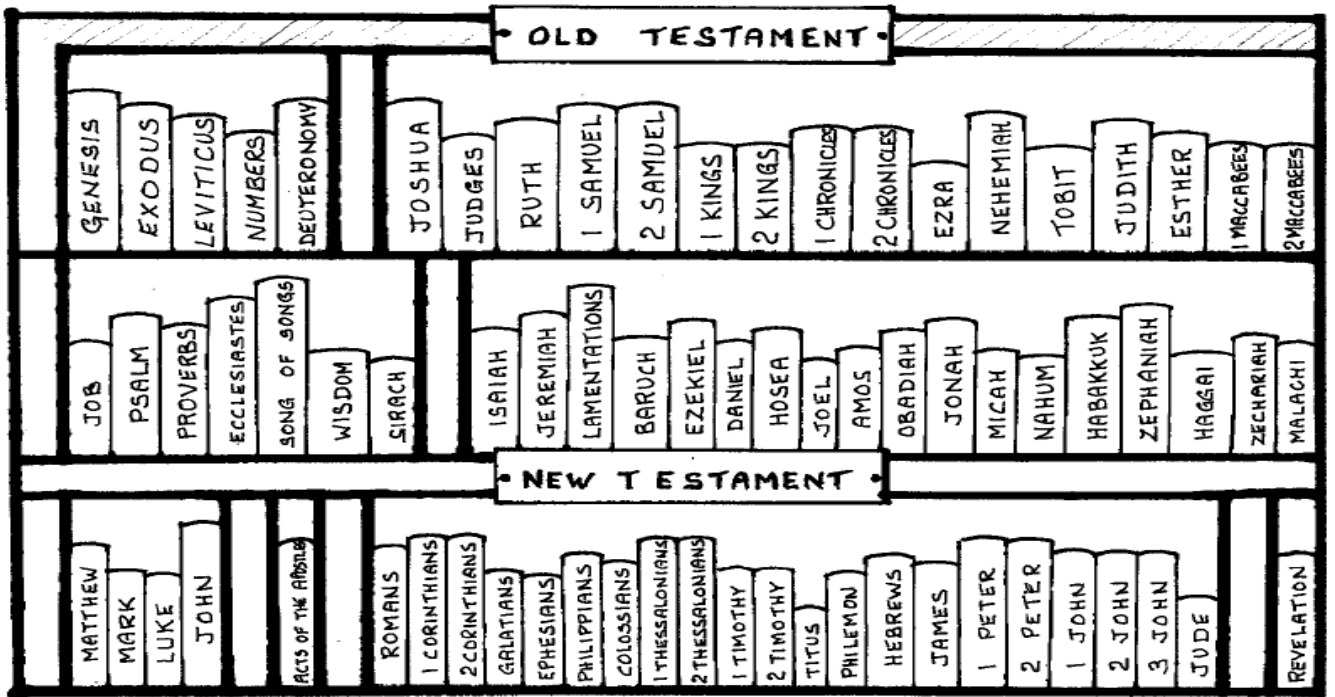 OLD TESTAMENT
GENESIS
EXODUS
LEVITICUS
NUMBERS
DEUTERONOMY
JOSHUA
JUDGES
RUTH
1 SAMUEL
2 SAMUEL
1 KINGS
2 KINGS
1 CHRONICLES
2 CHRONICLES
EZRA
NEHEMIAH
TOBIT
JUDITH
ESTHER
1 MACCABEES
2 MACCABEES
JOB
PSALM
PROVERBS
ECCLESIASTES
SONG OF SONGS
WISDOM
SIRACH
ISAIAH
JEREMIAH
LAMENTATIONS
BARUCH
EZEKIEL
DANIEL
HOSEA
JOEL
AMOS
OBADIAH
JONAH
MICAH
NAHUM
HABAKKUK
ZEPHANIAH
HAGGAI
ZECHARIAH
MALACHI
NEW TESTAMENT
MATTHEW
MARK
LUKE
JOHN
ACTS OF THE APOSTLES
ROMANS
1 CORINTHIANS
2 CORINTHIANS
GALATIANS
EPHESIANS
PHILIPPIANS
COLOSSIANS
1 THESSALONIANS
2 THESSALONIANS
1 TIMOTHY
2 TIMOTHY
TITUS
PHILEMON
HEBREWS
JAMES
1 PETER
2 PETER
1 JOHN
2 JOHN
3 JOHN
JUDE
REVELATION